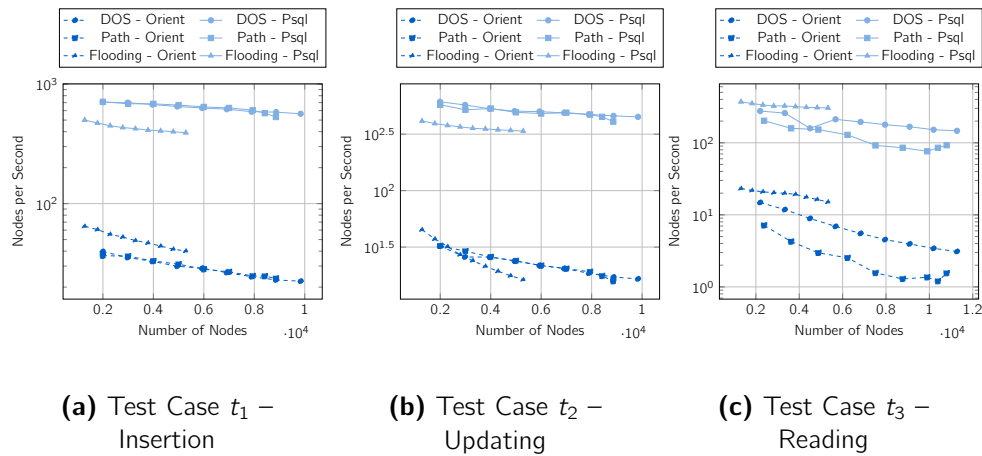 DOS – Orient DOS – Psql
Path – Orient Path – Psql
Flooding – Orient Flooding – Psql
10^3
10^2
Nodes per Second
0.2 0.4 0.6 0.8 1
Number of Nodes
·10^4
(a) Test Case t_1 –
Insertion
DOS – Orient DOS – Psql
Path – Orient Path – Psql
Flooding – Orient Flooding – Psql
10^2.5
10^2
10^1.5
Nodes per Second
0.2 0.4 0.6 0.8 1
Number of Nodes
·10^4
(b) Test Case t_2 –
Updating
DOS – Orient DOS – Psql
Path – Orient Path – Psql
Flooding – Orient Flooding – Psql
10^2
10^1
10^0
Nodes per Second
0.2 0.4 0.6 0.8 1 1.2
Number of Nodes
·10^4
(c) Test Case t_3 –
Reading